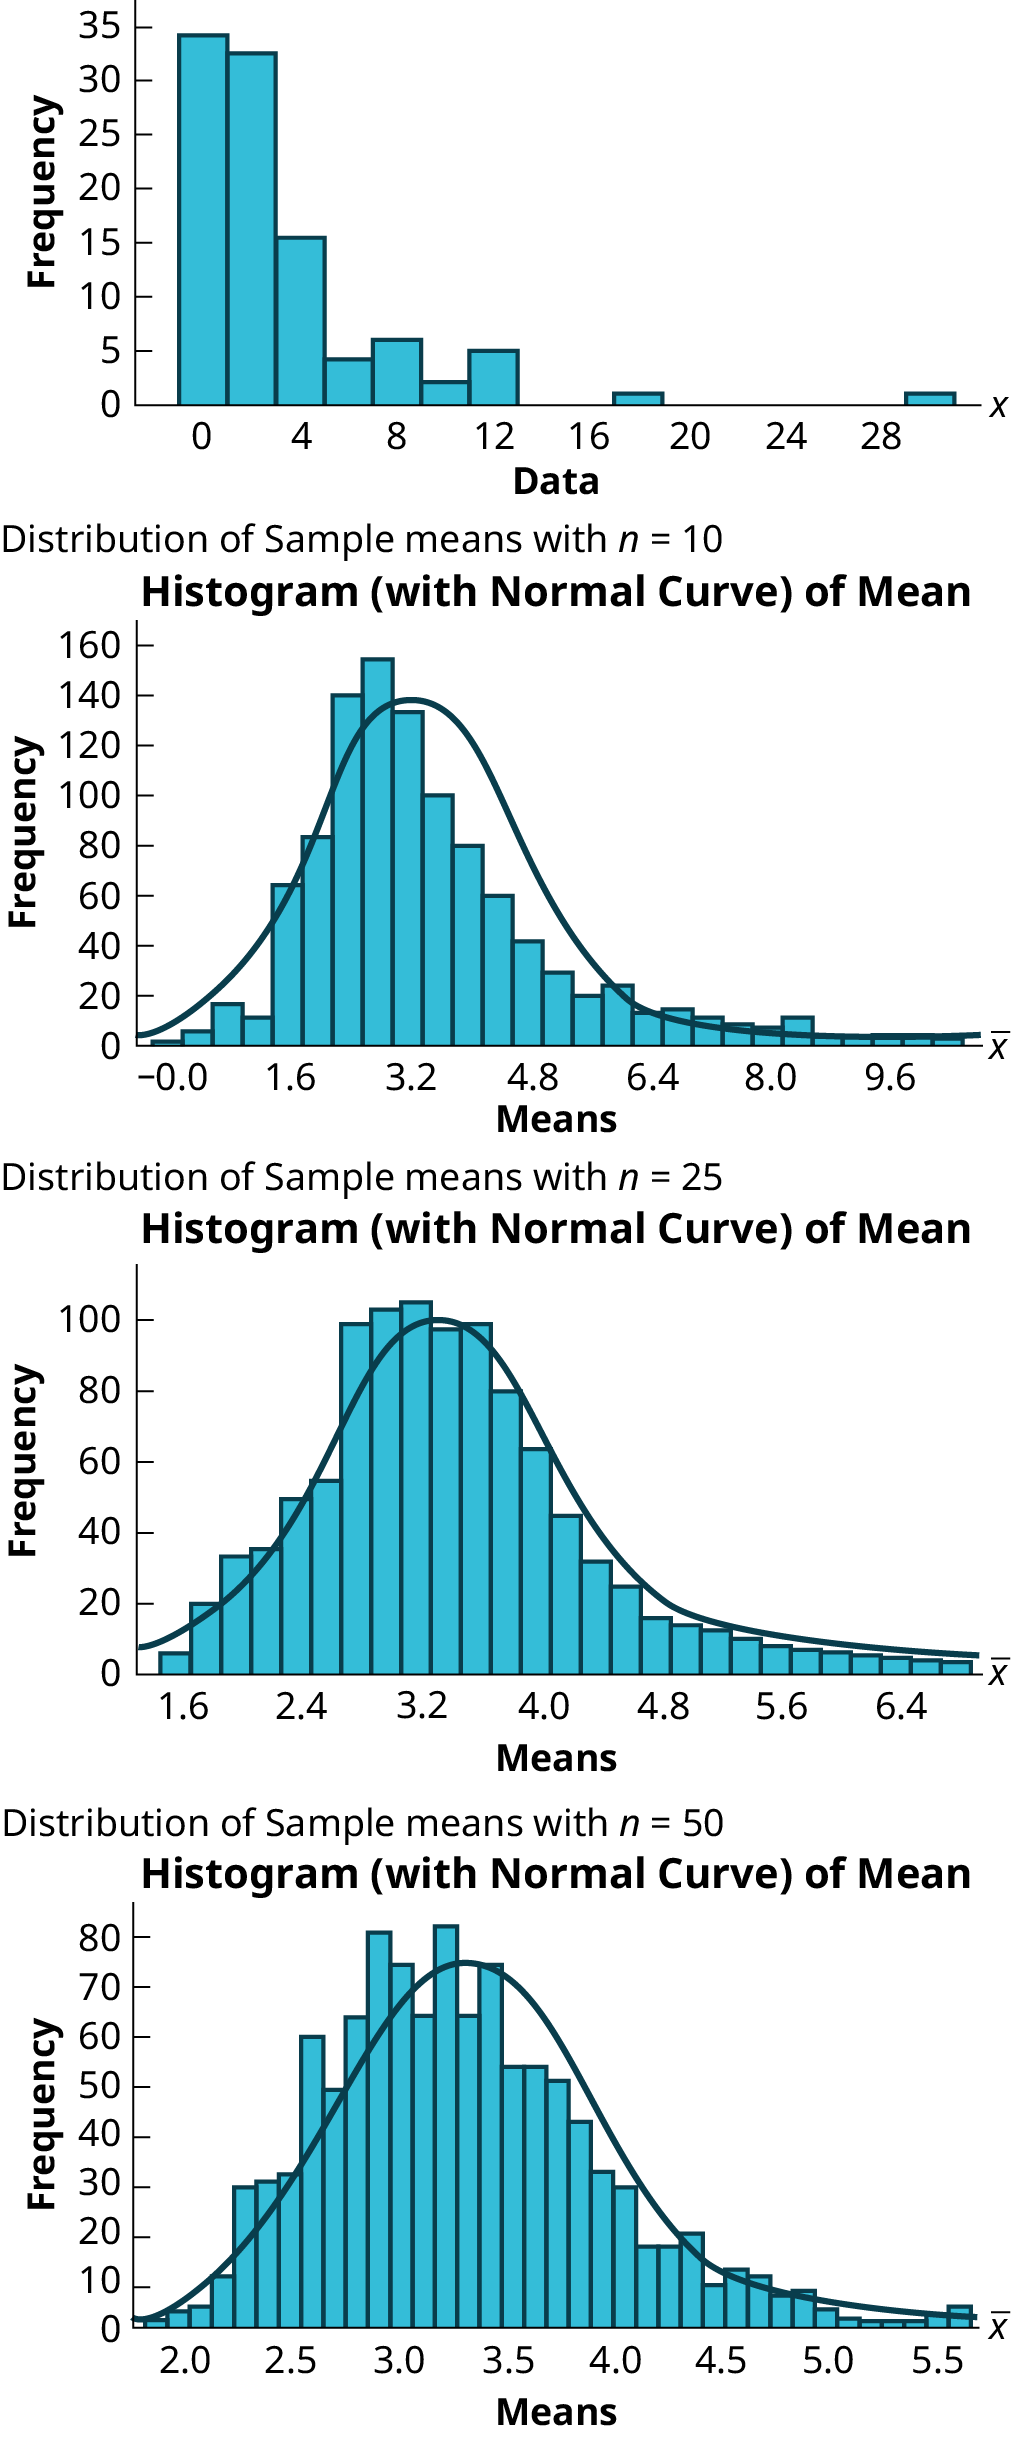 35
30
25
20
15
10
5
0
Frequency
x
0 4 8 12 16 20 24 28
Data
Distribution of Sample means with n = 10
Histogram (with Normal Curve) of Mean
160
140
120
100
80
60
40
20
0
Frequency
x̅
−0.0 1.6 3.2 4.8 6.4 8.0 9.6
Means
Distribution of Sample means with n = 25
Histogram (with Normal Curve) of Mean
100
80
60
40
20
0
Frequency
x̅
1.6 2.4 3.2 4.0 4.8 5.6 6.4
Means
Distribution of Sample means with n = 50
Histogram (with Normal Curve) of Mean
80
70
60
50
40
30
20
10
0
Frequency
x̅
2.0 2.5 3.0 3.5 4.0 4.5 5.0 5.5
Means